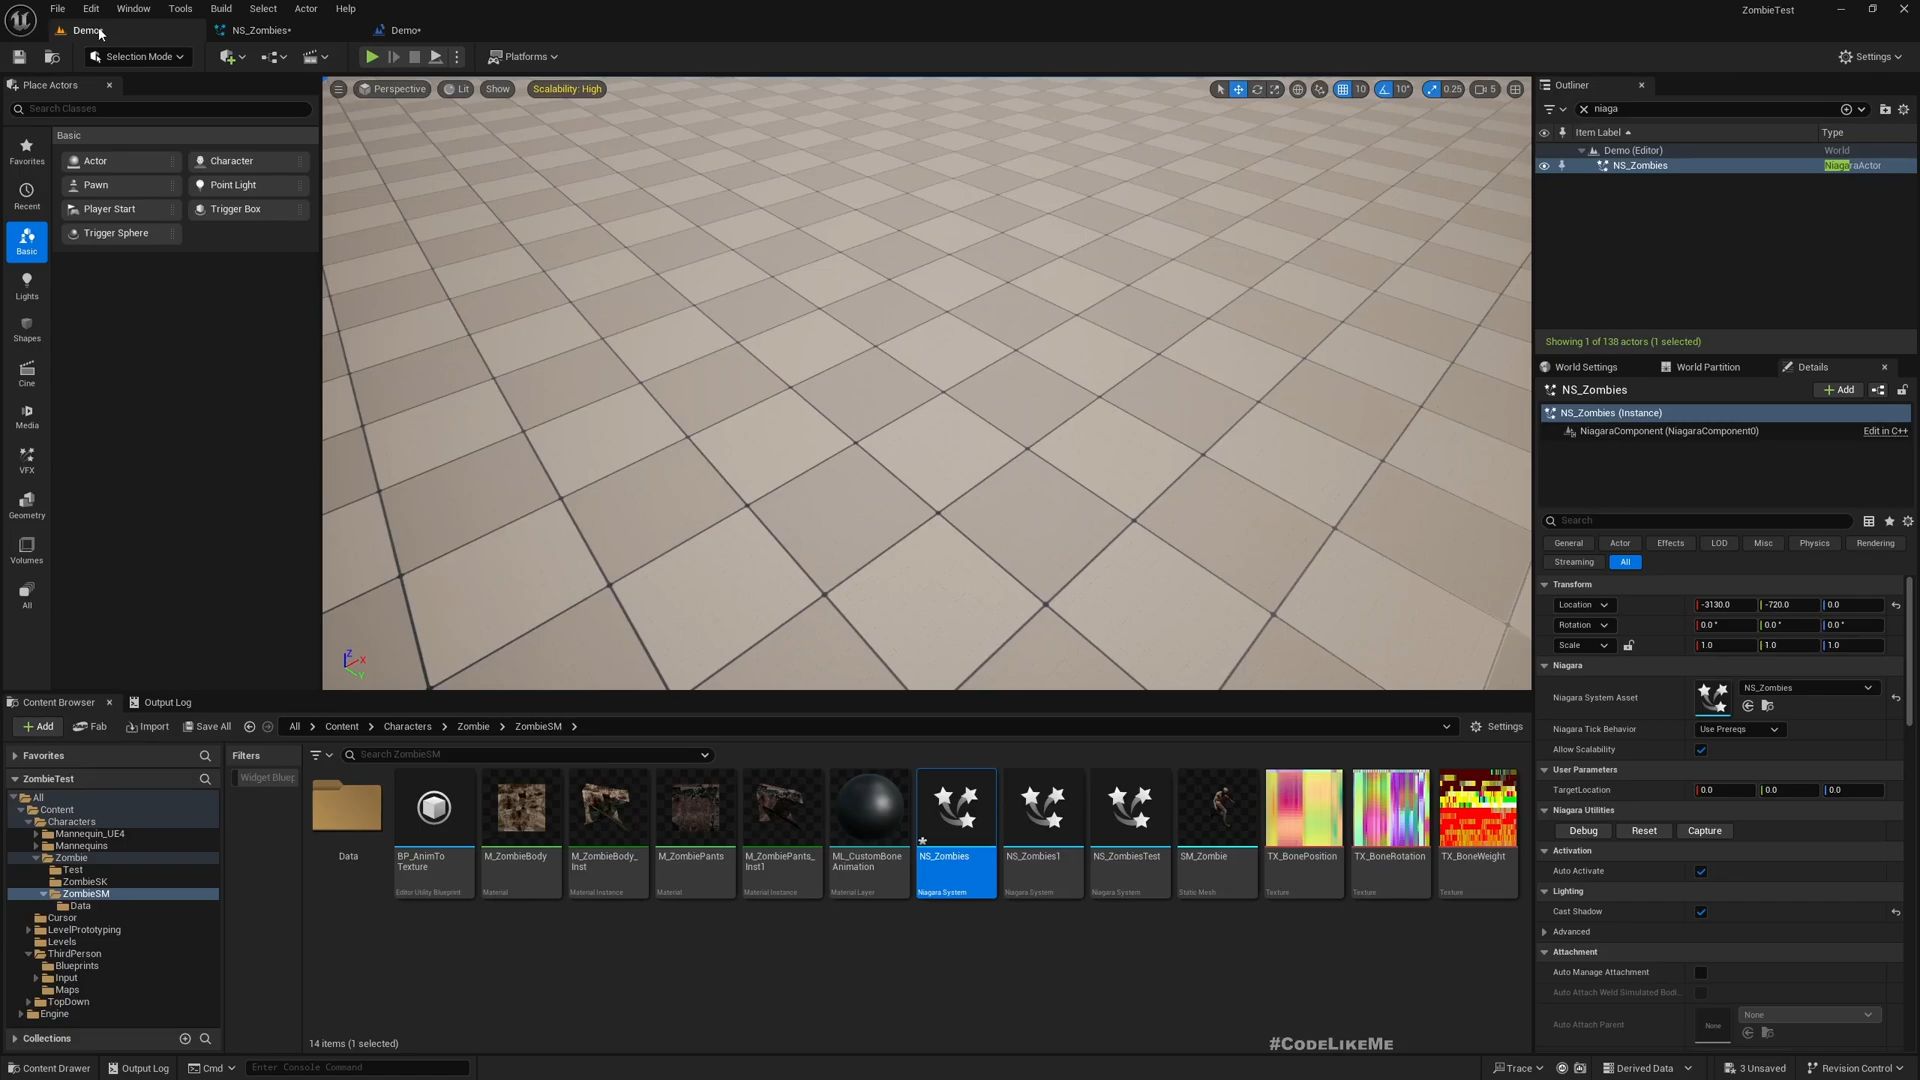 File Edit Window Tools Build Select Actor Help
ZombieTest
Demo
NS_Zombies*
Demo*
Selection Mode
Platforms
Settings
Place Actors
Search Classes
Basic
Favorites
Actor
Character
Pawn
Point Light
Recent
Player Start
Trigger Box
Trigger Sphere
Basic
Lights
Shapes
Cine
Media
VFX
Geometry
Volumes
All
Perspective
Lit
Show
Scalability: High
10
10°
0.25
5
Z
X
Y
Outliner
niaga
Item Label
Type
Demo (Editor)
World
NS_Zombies
NiagaraActor
Showing 1 of 138 actors (1 selected)
World Settings
World Partition
Details
NS_Zombies
Add
NS_Zombies (Instance)
NiagaraComponent (NiagaraComponent0)
Edit in C++
Search
General Actor Effects LOD Misc Physics Rendering
Streaming All
Transform
Location -3130.0 -720.0 0.0
Rotation 0.0 ° 0.0 ° 0.0 °
Scale 1.0 1.0 1.0
Niagara
Niagara System Asset
NS_Zombies
Niagara Tick Behavior
Use Prereqs
Allow Scalability
User Parameters
TargetLocation 0.0 0.0 0.0
Niagara Utilities
Debug Reset Capture
Activation
Auto Activate
Lighting
Cast Shadow
Advanced
Attachment
Auto Manage Attachment
Auto Attach Weld Simulated Bodi...
Auto Attach Parent
None
None
Content Browser
Output Log
Add
Fab
Import
Save All
All > Content > Characters > Zombie > ZombieSM >
Settings
Favorites
ZombieTest
All
Content
Characters
Mannequin_UE4
Mannequins
Zombie
Test
ZombieSK
ZombieSM
Data
Cursor
LevelPrototyping
Levels
ThirdPerson
Blueprints
Input
Maps
TopDown
Engine
Collections
Filters
Widget Bluep
Search ZombieSM
Data
BP_AnimTo
Texture
Editor Utility Blueprint
M_ZombieBody
Material
M_ZombieBody_
Inst
Material Instance
M_ZombiePants
Material
M_ZombiePants_
Inst1
Material Instance
ML_CustomBone
Animation
Material Layer
NS_Zombies
Niagara System
NS_Zombies1
Niagara System
NS_ZombiesTest
Niagara System
SM_Zombie
Static Mesh
TX_BonePosition
Texture
TX_BoneRotation
Texture
TX_BoneWeight
Texture
14 items (1 selected)
#CodeLikeMe
Content Drawer
Output Log
Cmd
Enter Console Command
Trace
Derived Data
3 Unsaved
Revision Control